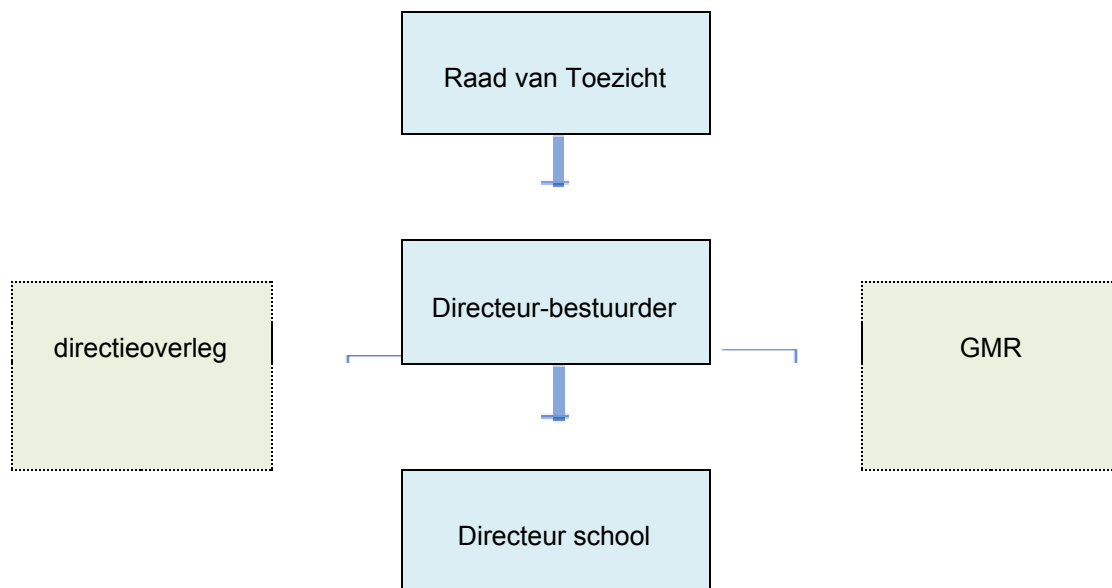 Raad van Toezicht
Directeur-bestuurder
directieoverleg
GMR
Directeur school